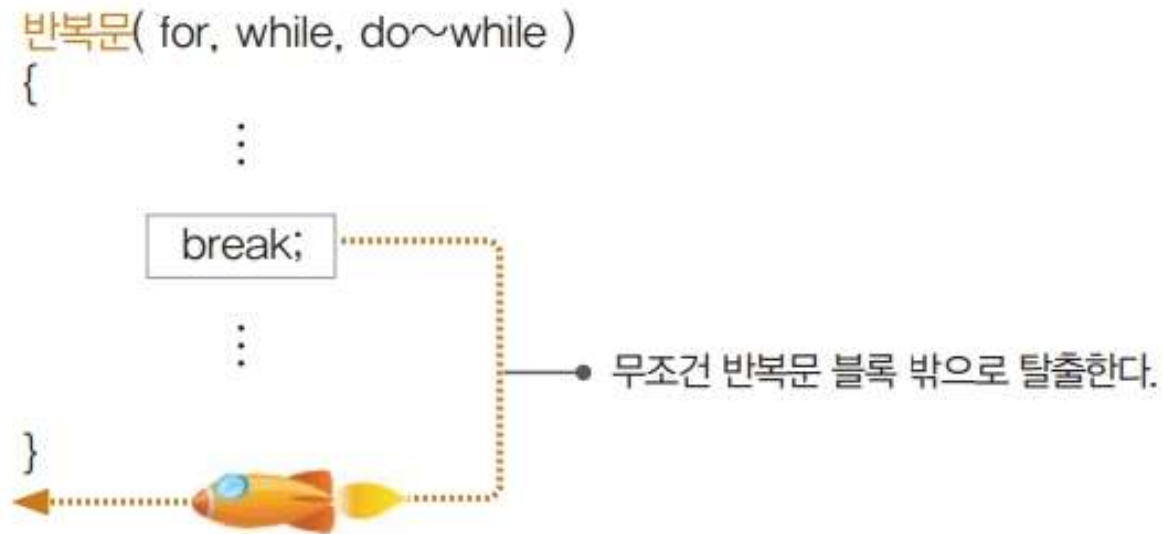 반복문( for, while, do～while )
{
⋮
break;
⋮
무조건 반복문 블록 밖으로 탈출한다.
}